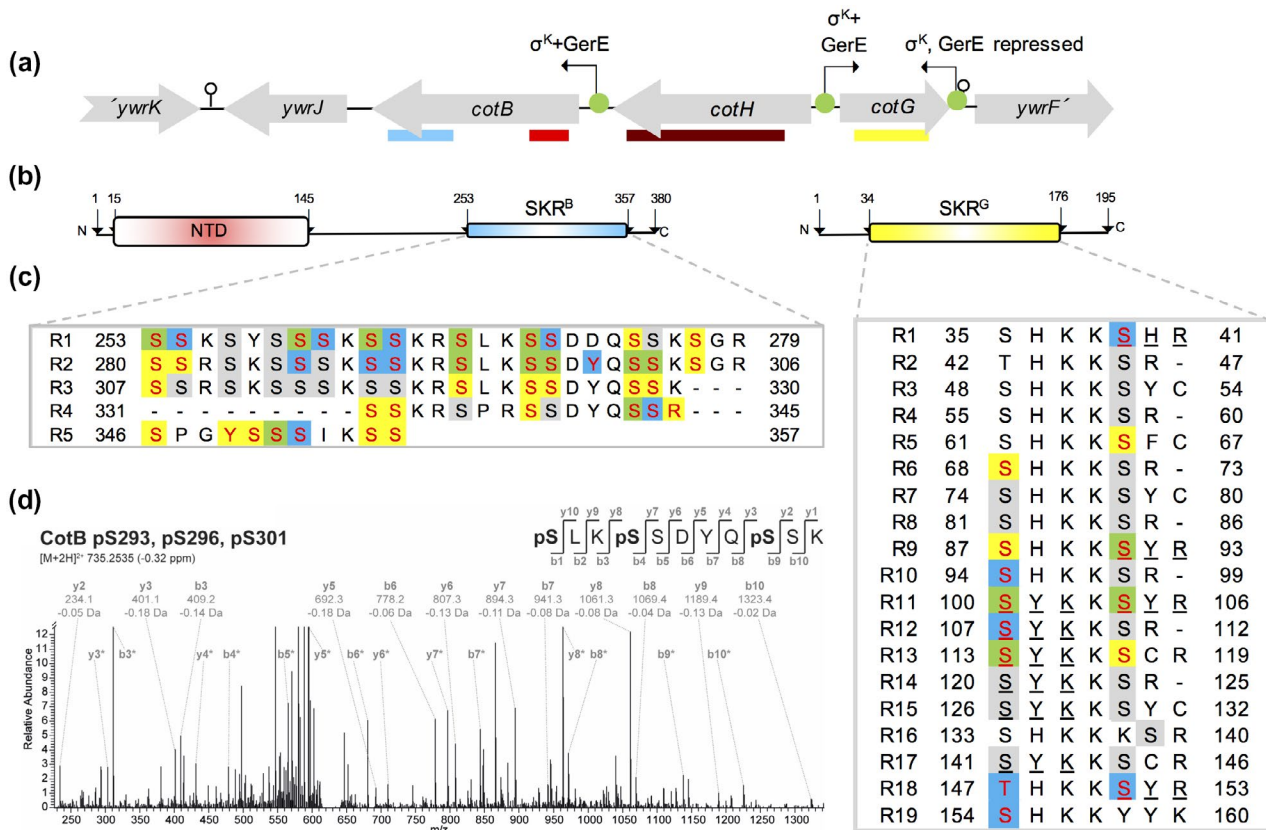 (a)
σK+GerE
σK+
GerE
σK, GerE repressed
´ywrK
ywrJ
cotB
cotH
cotG
ywrF´
(b)
1 15 145 253 357 380
N NTD SKRB C
1 34 176 195
N SKRG C
(c)
R1 253 S S K S Y S S S K S S K R S L K S S D D Q S S K S G R 279
R2 280 S S R S K S S S K S S K R S L K S S D Y Q S S K S G R 306
R3 307 S S R S K S S S K S S K R S L K S S D Y Q S S K - - - 330
R4 331 - - - - - - - - - S S K R S P R S S D Y Q S S R - - - 345
R5 346 S P G Y S S S I K S S 357
R1 35 S H K K S H R 41
R2 42 T H K K S R - 47
R3 48 S H K K S Y C 54
R4 55 S H K K S R - 60
R5 61 S H K K S F C 67
R6 68 S H K K S R - 73
R7 74 S H K K S Y C 80
R8 81 S H K K S R - 86
R9 87 S H K K S Y R 93
R10 94 S H K K S R - 99
R11 100 S Y K K S Y R 106
R12 107 S Y K K S R - 112
R13 113 S Y K K S C R 119
R14 120 S Y K K S R - 125
R15 126 S Y K K S Y C 132
R16 133 S H K K K S R 140
R17 141 S Y K K S C R 146
R18 147 T H K K S Y R 153
R19 154 S H K K Y Y K 160
(d)
CotB pS293, pS296, pS301
[M+2H]2+ 735.2535 (-0.32 ppm)
y10 y9 y8 y7 y6 y5 y4 y3 y2 y1
pS L K pS S D Y Q pS S K
b1 b2 b3 b4 b5 b6 b7 b8 b9 b10
y2 y3 b3 y5 b6 y6 y7 b7 y8 b8 b9 b10
234.1 401.1 409.2 692.3 778.2 807.3 894.3 941.3 1061.3 1069.4 1189.4 1323.4
-0.05 Da -0.18 Da -0.14 Da -0.18 Da -0.06 Da -0.13 Da -0.11 Da -0.08 Da -0.08 Da -0.04 Da -0.13 Da -0.02 Da
y3* b3* y4* b4* b5* y5* b6* y6* y7* b7* y8* b8* b9* b10*
Relative Abundance
12
11
10
9
8
7
6
5
4
3
2
1
0
250 300 350 400 450 500 550 600 650 700 750 800 850 900 950 1000 1050 1100 1150 1200 1250 1300
m/z